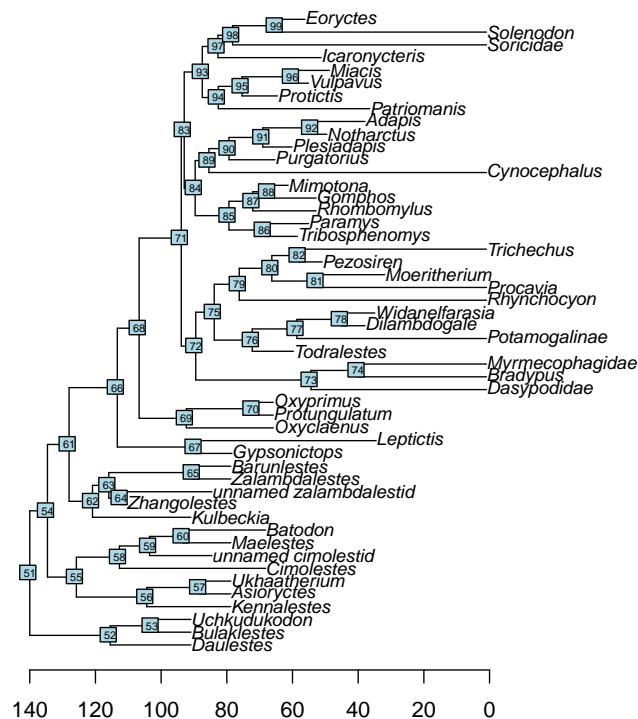 Eoryctes
99
98
Solenodon
97
Soricidae
Icaronycteris
93
Miacis
96
Vulpavus
95
94
Protictis
Patriomanis
Adapis
92
83
Notharctus
91
Plesiadapis
90
Purgatorius
89
Cynocephalus
84
Mimotona
88
Gomphos
87
Rhombomylus
85
Paramys
86
Tribosphenomys
71
Trichechus
82
Pezosiren
80
Moeritherium
81
79
Procavia
Rhynchocyon
75
Widanelfarasia
78
Dilambdogale
77
76
Potamogalinae
72
Todralestes
68
Myrmecophagidae
74
Bradypus
73
Dasypodidae
66
Oxyprimus
70
Protungulatum
69
Oxyclaenus
Leptictis
67
Gypsonictops
61
Barunlestes
65
Zalambdalestes
63
unnamed zalambdalestid
64
62
Zhangolestes
Kulbeckia
54
Batodon
60
Maelestes
59
unnamed cimolestid
58
Cimolestes
51
55
Ukhaatherium
57
Asioryctes
56
Kennalestes
Uchkudukodon
53
Bulaklestes
52
Daulestes
140 120 100 80 60 40 20 0